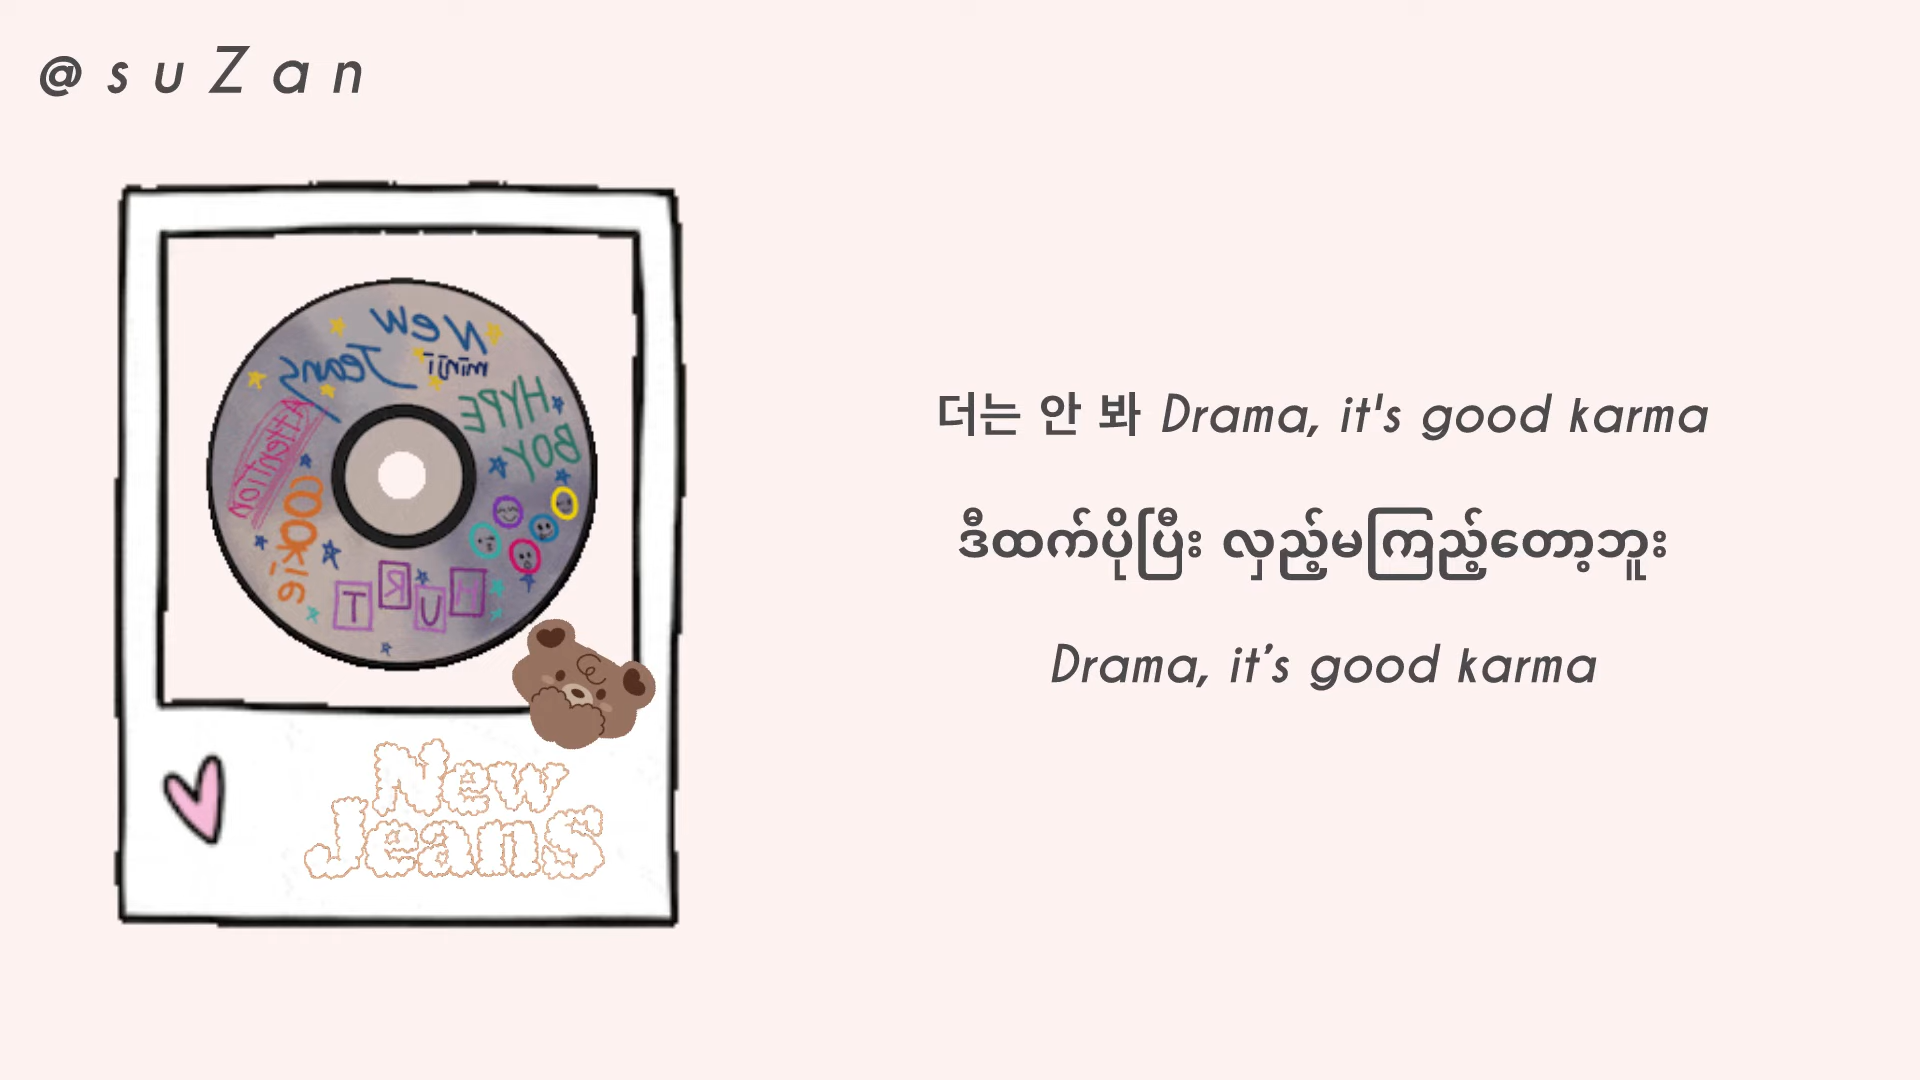 @suZan
New
Jeans
minji
HYPE
BOY
Attention
COOKiE
HURT
New
Jeans
더는 안 봐 Drama, it's good karma
ဒီထက်ပိုပြီး လှည့်မကြည့်တော့ဘူး
Drama, it’s good karma